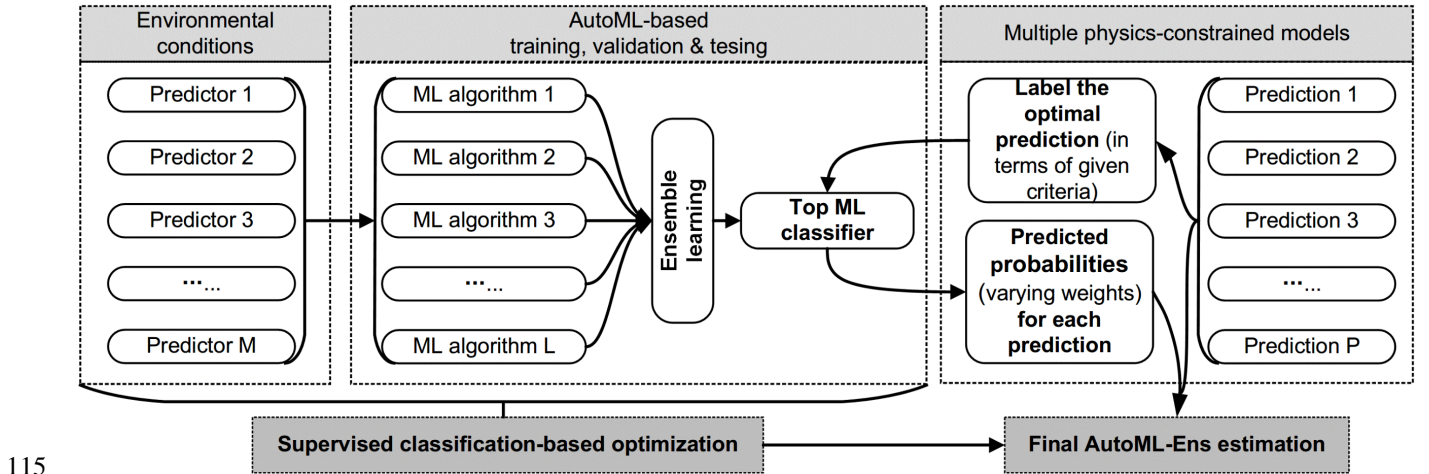 Environmental
conditions
Predictor 1
Predictor 2
Predictor 3
......
Predictor M
AutoML-based
training, validation & tesing
ML algorithm 1
ML algorithm 2
ML algorithm 3
......
ML algorithm L
Ensemble
learning
Top ML
classifier
Multiple physics-constrained models
Label the
optimal
prediction (in
terms of given
criteria)
Predicted
probabilities
(varying weights)
for each
prediction
Prediction 1
Prediction 2
Prediction 3
......
Prediction P
Supervised classification-based optimization
Final AutoML-Ens estimation
115